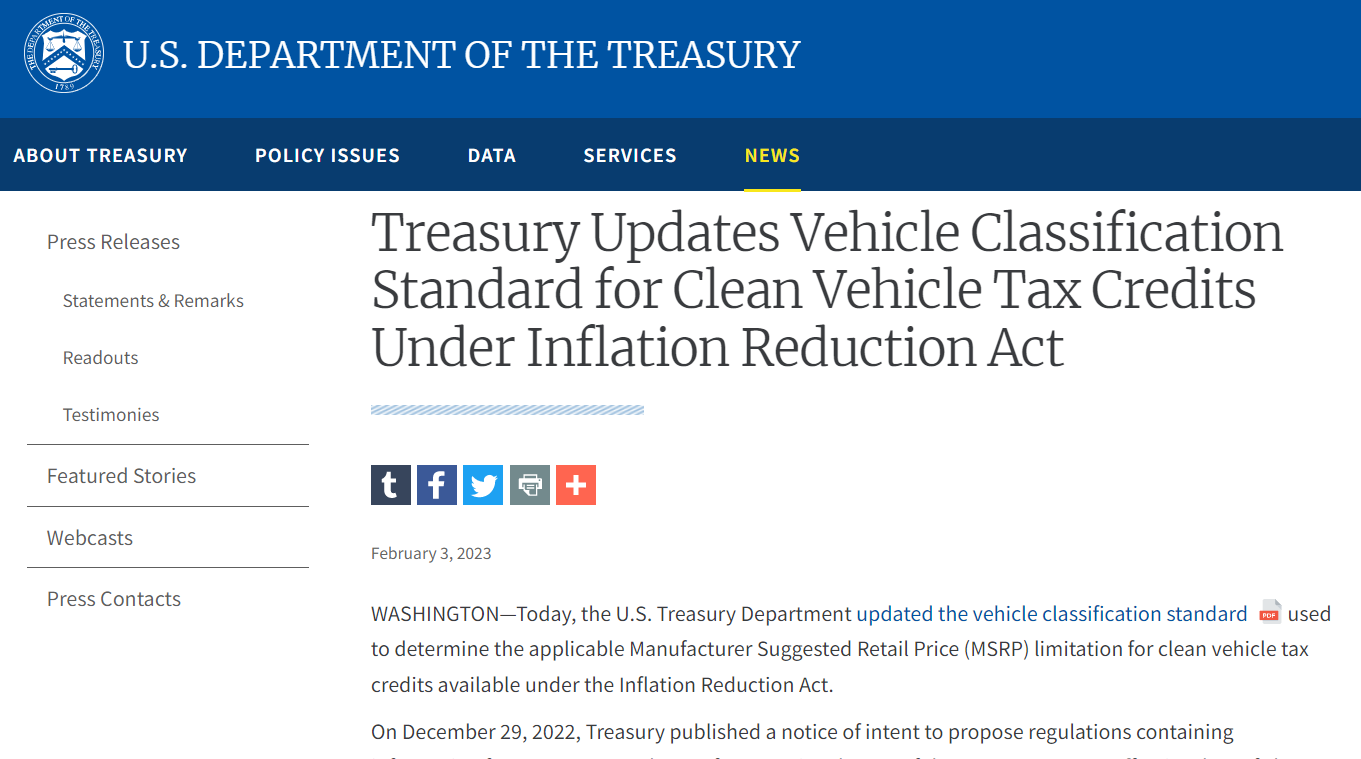 THE DEPARTMENT OF THE TREASURY
1789
U.S. DEPARTMENT OF THE TREASURY
ABOUT TREASURY POLICY ISSUES DATA SERVICES NEWS
Press Releases
Statements & Remarks
Readouts
Testimonies
Featured Stories
Webcasts
Press Contacts
Treasury Updates Vehicle Classification
Standard for Clean Vehicle Tax Credits
Under Inflation Reduction Act
February 3, 2023
WASHINGTON—Today, the U.S. Treasury Department updated the vehicle classification standard PDF used
to determine the applicable Manufacturer Suggested Retail Price (MSRP) limitation for clean vehicle tax
credits available under the Inflation Reduction Act.
On December 29, 2022, Treasury published a notice of intent to propose regulations containing